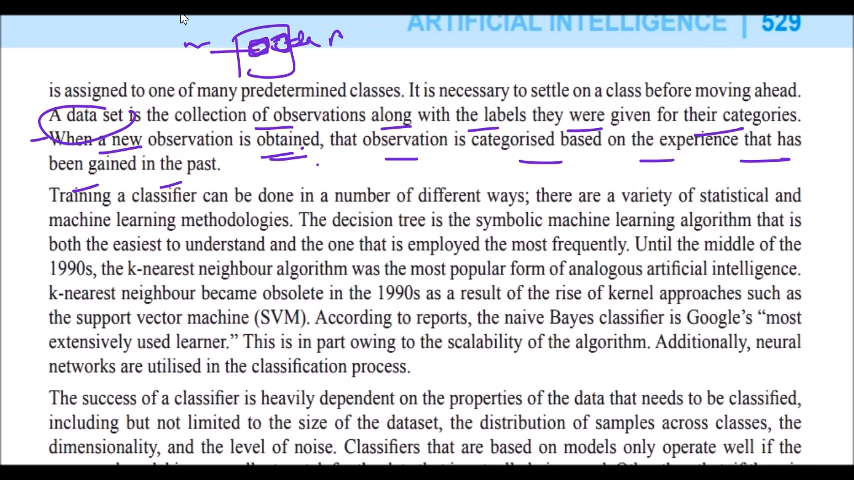 ARTIFICIAL INTELLIGENCE | 529
is assigned to one of many predetermined classes. It is necessary to settle on a class before moving ahead.
A data set is the collection of observations along with the labels they were given for their categories.
When a new observation is obtained, that observation is categorised based on the experience that has
been gained in the past.
Training a classifier can be done in a number of different ways; there are a variety of statistical and
machine learning methodologies. The decision tree is the symbolic machine learning algorithm that is
both the easiest to understand and the one that is employed the most frequently. Until the middle of the
1990s, the k-nearest neighbour algorithm was the most popular form of analogous artificial intelligence.
k-nearest neighbour became obsolete in the 1990s as a result of the rise of kernel approaches such as
the support vector machine (SVM). According to reports, the naive Bayes classifier is Google's “most
extensively used learner.” This is in part owing to the scalability of the algorithm. Additionally, neural
networks are utilised in the classification process.
The success of a classifier is heavily dependent on the properties of the data that needs to be classified,
including but not limited to the size of the dataset, the distribution of samples across classes, the
dimensionality, and the level of noise. Classifiers that are based on models only operate well if the